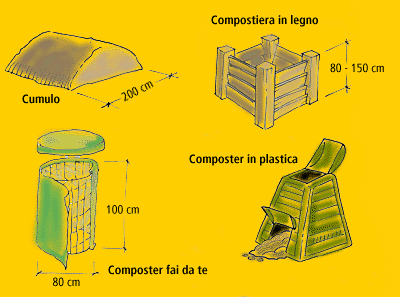 Compostiera in legno
80 - 150 cm
200 cm
Cumulo
Composter in plastica
100 cm
Composter fai da te
80 cm